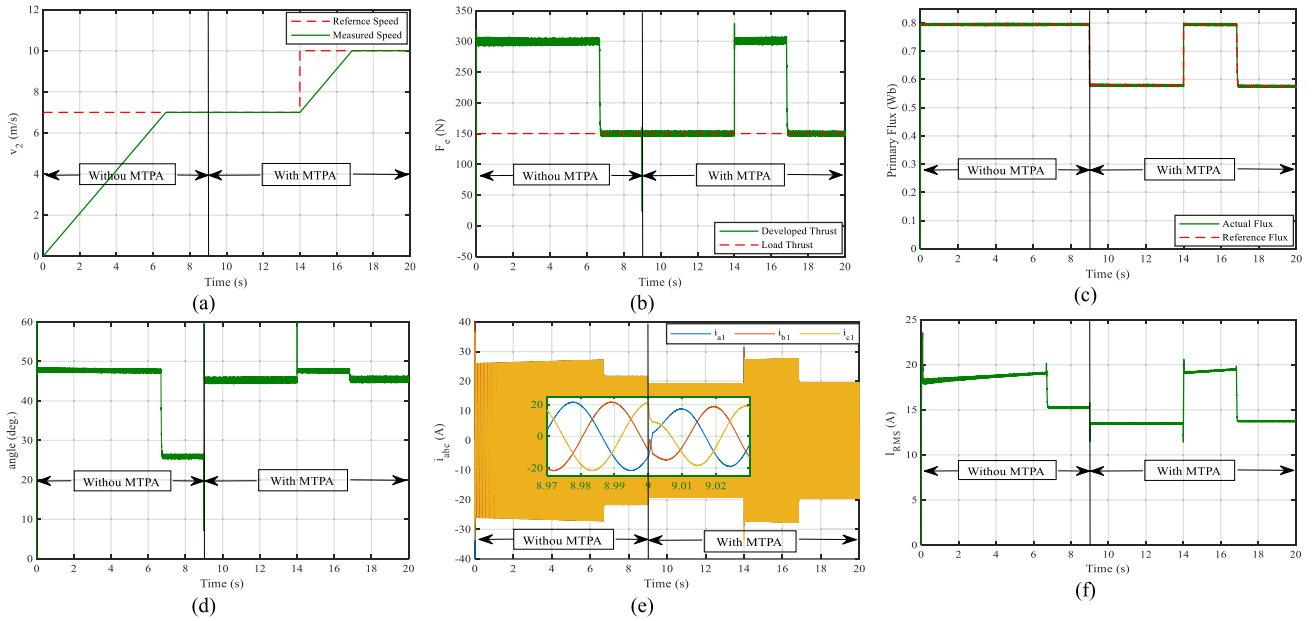 12
10
8
6
4
2
0
v2 (m/s)
Refernce Speed
Measured Speed
Withou MTPA
With MTPA
0 2 4 6 8 10 12 14 16 18 20
Time (s)
(a)
350
300
250
200
150
100
50
0
-50
Fe (N)
Withou MTPA
With MTPA
Developed Thrust
Load Thrust
0 2 4 6 8 10 12 14 16 18 20
Time (s)
(b)
0.8
0.7
0.6
0.5
0.4
0.3
0.2
0.1
0
Primary Flux (Wb)
Withou MTPA
With MTPA
Actual Flux
Reference Flux
0 2 4 6 8 10 12 14 16 18 20
Time (s)
(c)
60
50
40
30
20
10
0
angle (deg.)
Withou MTPA
With MTPA
0 2 4 6 8 10 12 14 16 18 20
Time (s)
(d)
40
30
20
10
0
-10
-20
-30
-40
iabc (A)
ia1 ib1 ic1
20
0
-20
8.97 8.98 8.99 9 9.01 9.02
Withou MTPA
With MTPA
0 2 4 6 8 10 12 14 16 18 20
Time (s)
(e)
25
20
15
10
5
0
IRMS (A)
Withou MTPA
With MTPA
0 2 4 6 8 10 12 14 16 18 20
Time (s)
(f)